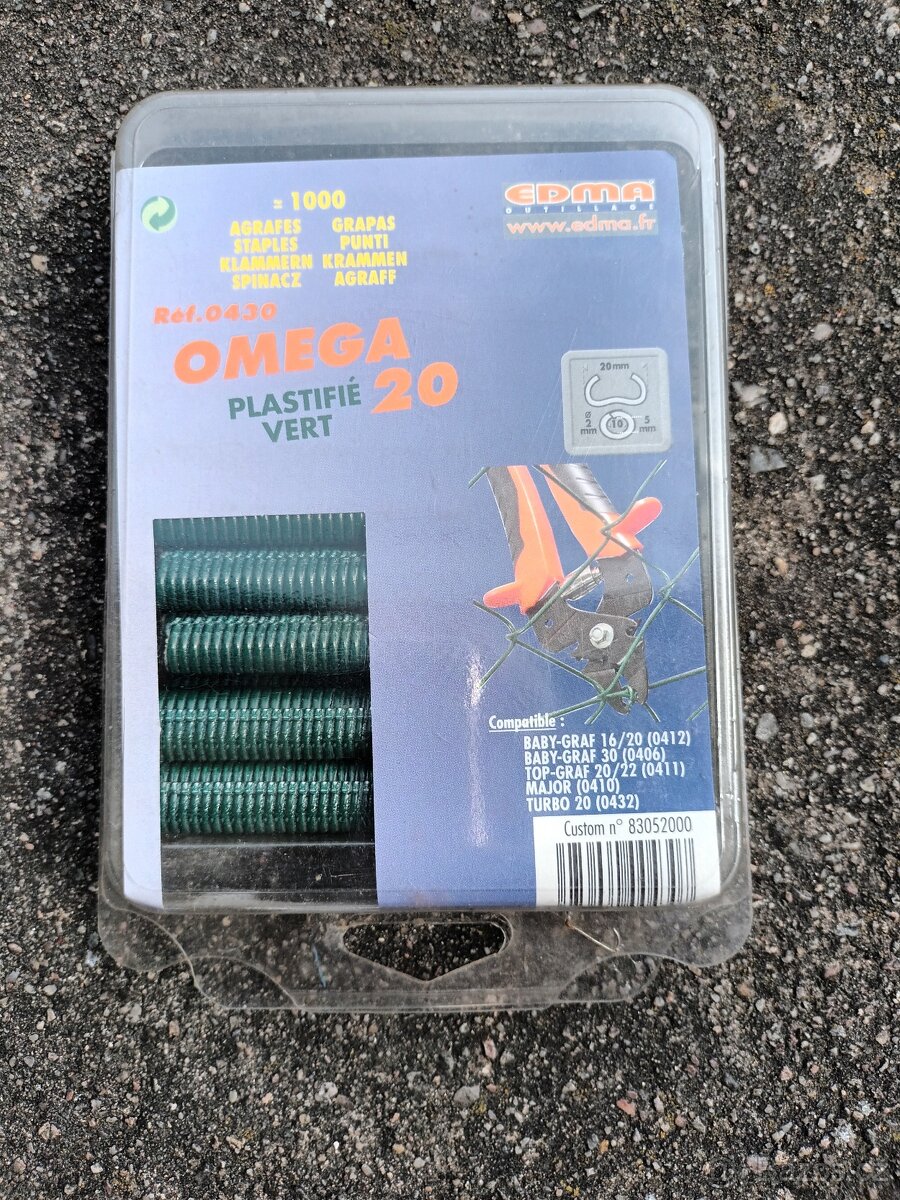 ± 1000
AGRAFES GRAPAS
STAPLES PUNTI
KLAMMERN KRAMMEN
SPINACZ AGRAFF
EDMA
OUTILLAGE
www.edma.fr
Réf.0430
OMEGA
PLASTIFIÉ 20
VERT
20mm
Ø
2 10 5
mm mm
Compatible :
BABY-GRAF 16/20 (0412)
BABY-GRAF 30 (0406)
TOP-GRAF 20/22 (0411)
MAJOR (0410)
TURBO 20 (0432)
Custom n° 83052000